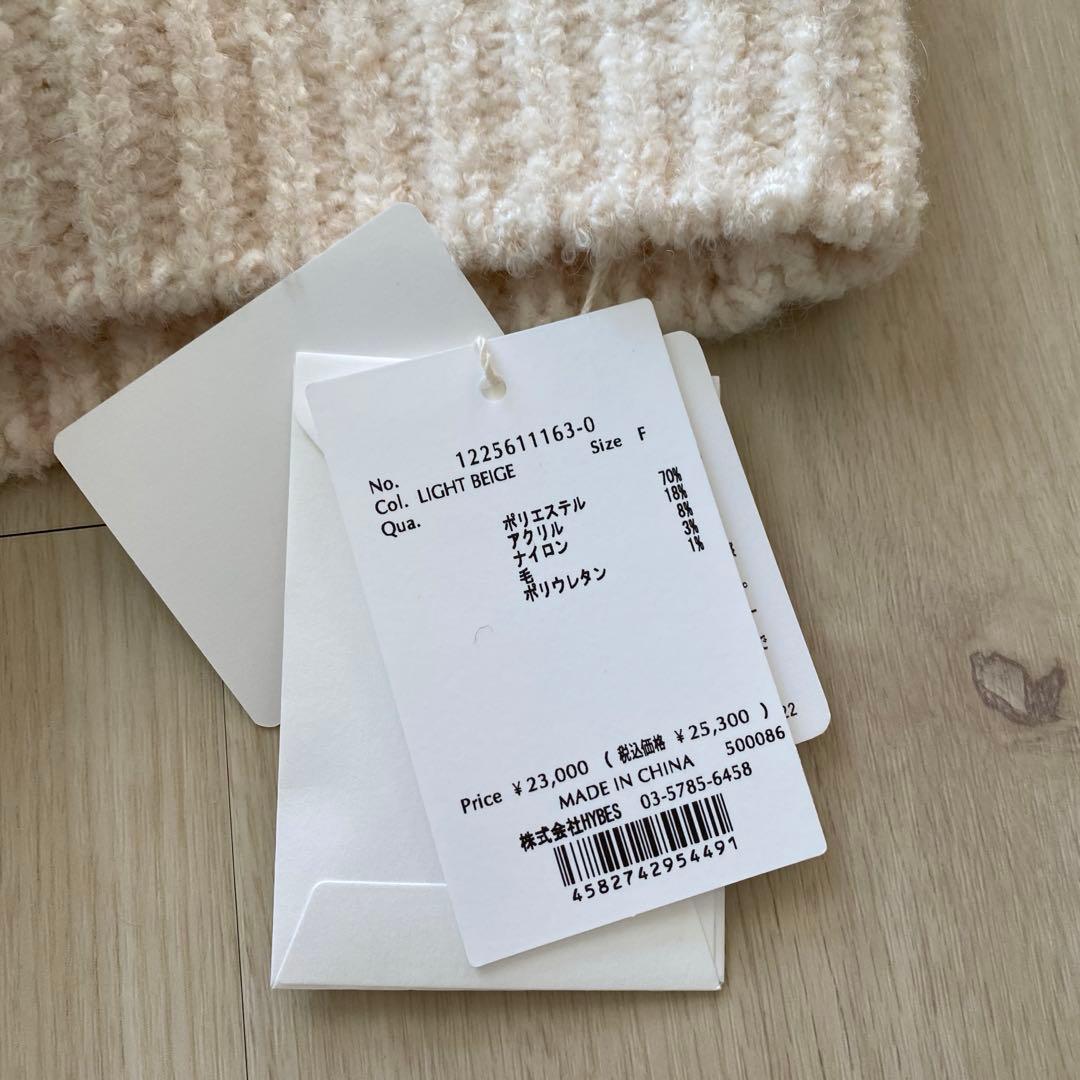 No. 1225611163-0
Col. LIGHT BEIGE Size F
Qua. ポリエステル 70%
アクリル 18%
ナイロン 8%
毛 3%
ポリウレタン 1%
Price ¥23,000 ( 税込価格 ¥25,300 )
MADE IN CHINA 500086
株式会社HYBES 03-5785-6458
4582742954491
22